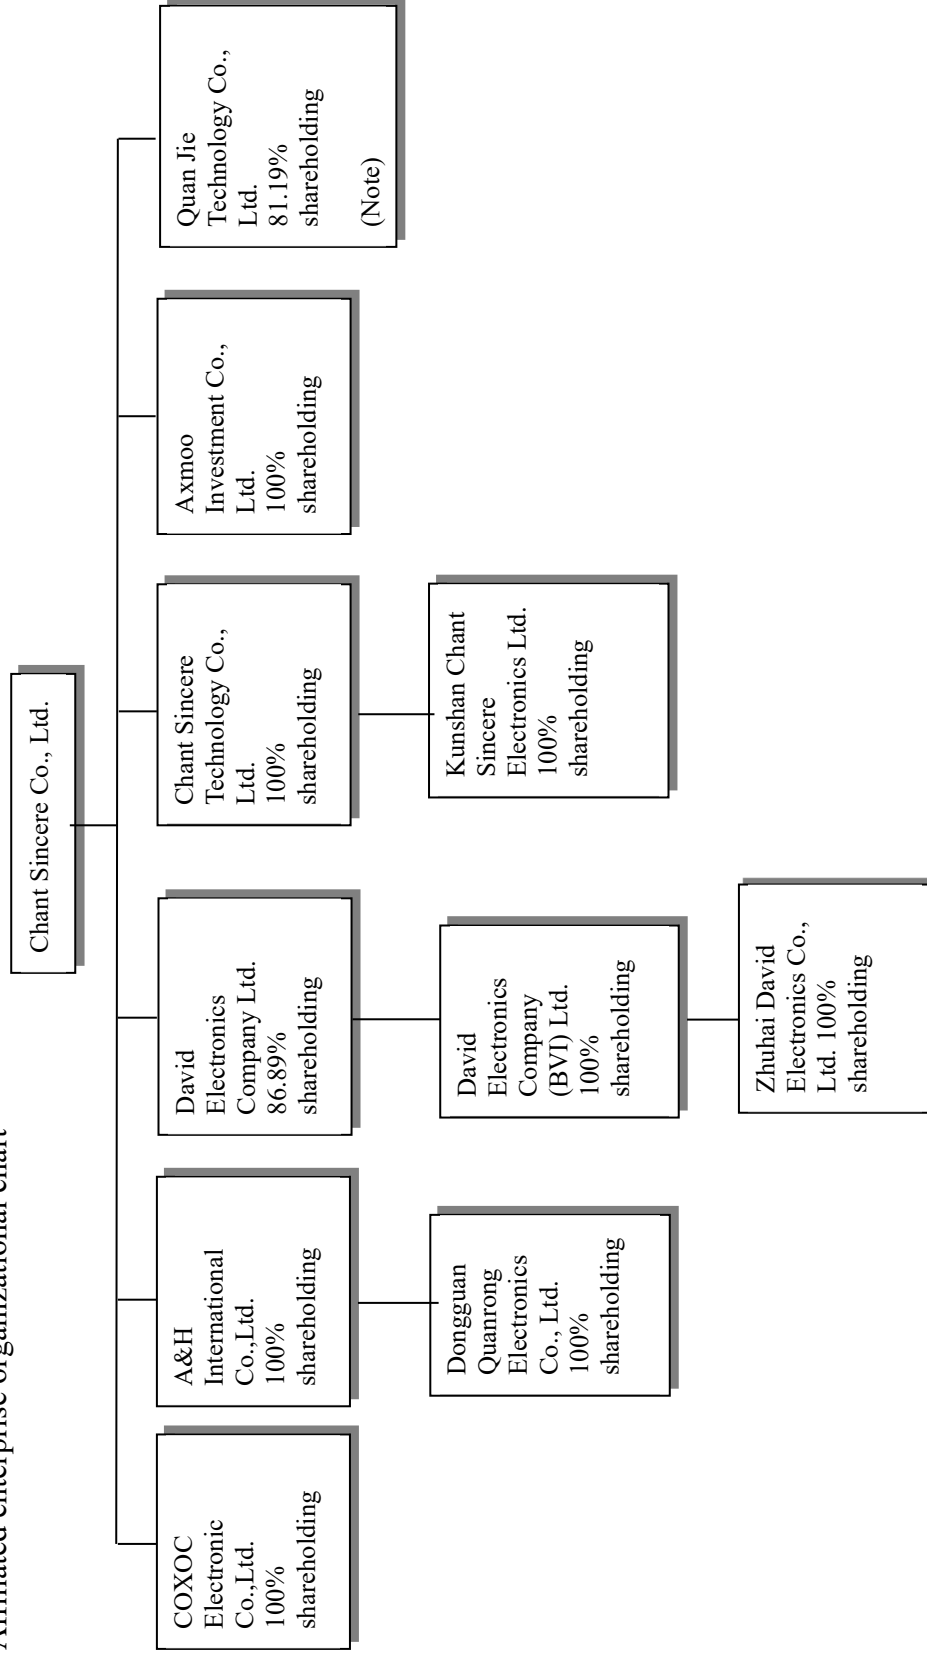 Affiliated enterprise organizational chart
Chant Sincere Co., Ltd.
COXOC
Electronic
Co.,Ltd.
100%
shareholding
A&H
International
Co.,Ltd.
100%
shareholding
David
Electronics
Company Ltd.
86.89%
shareholding
Chant Sincere
Technology Co.,
Ltd.
100%
shareholding
Axmoo
Investment Co.,
Ltd.
100%
shareholding
Quan Jie
Technology Co.,
Ltd.
81.19%
shareholding
(Note)
Dongguan
Quanrong
Electronics
Co., Ltd.
100%
shareholding
David
Electronics
Company
(BVI) Ltd.
100%
shareholding
Kunshan Chant
Sincere
Electronics Ltd.
100%
shareholding
Zhuhai David
Electronics Co.,
Ltd. 100%
shareholding